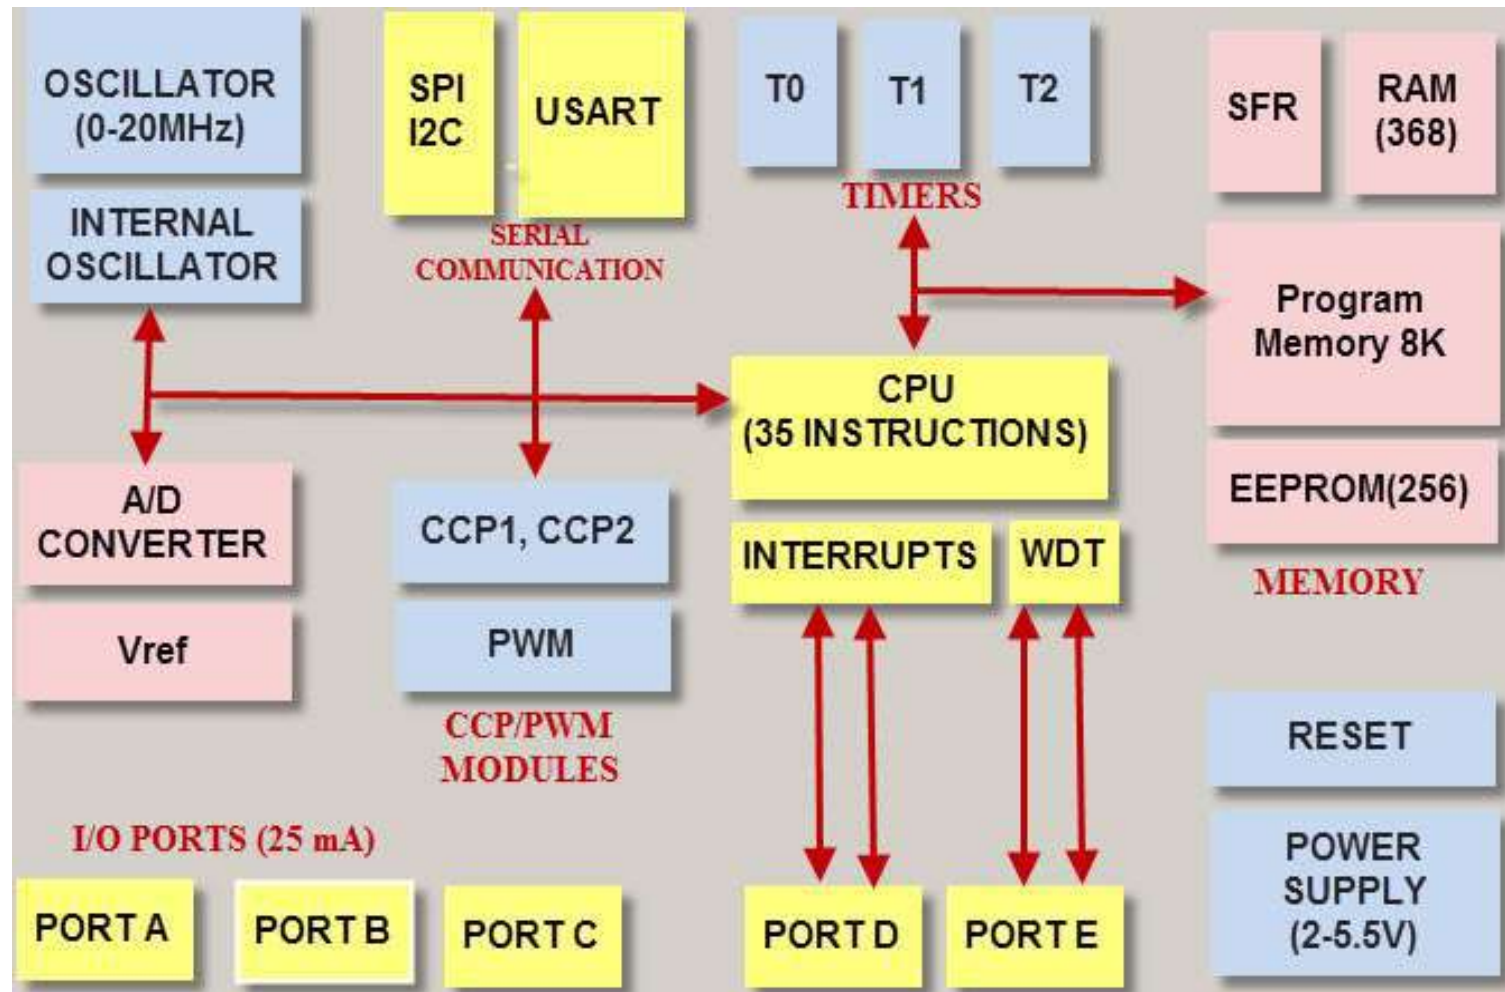 OSCILLATOR
(0-20MHz)
INTERNAL
OSCILLATOR
SPI
I2C
USART
SERIAL
COMMUNICATION
T0
T1
T2
TIMERS
SFR
RAM
(368)
Program
Memory 8K
EEPROM(256)
MEMORY
CPU
(35 INSTRUCTIONS)
INTERRUPTS
WDT
A/D
CONVERTER
Vref
CCP1, CCP2
PWM
CCP/PWM
MODULES
RESET
POWER
SUPPLY
(2-5.5V)
I/O PORTS (25 mA)
PORT A
PORT B
PORT C
PORT D
PORT E